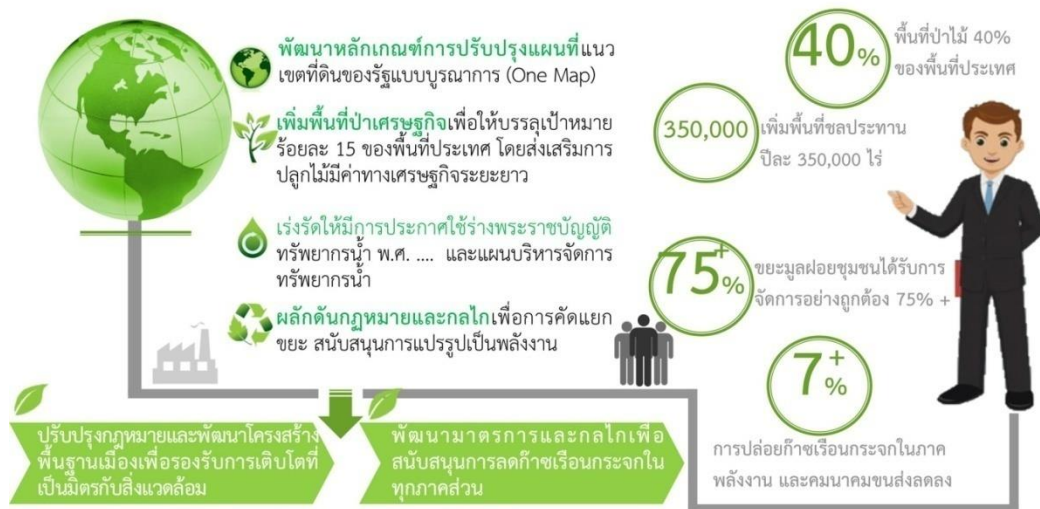 พัฒนาหลักเกณฑ์การปรับปรุงแผนที่แนว
เขตที่ดินของรัฐแบบบูรณาการ (One Map)
เพิ่มพื้นที่ป่าเศรษฐกิจเพื่อให้บรรลุเป้าหมาย
ร้อยละ 15 ของพื้นที่ประเทศ โดยส่งเสริมการ
ปลูกไม้มีค่าทางเศรษฐกิจระยะยาว
เร่งรัดให้มีการประกาศใช้ร่างพระราชบัญญัติ
ทรัพยากรน้ำ พ.ศ. .... และแผนบริหารจัดการ
ทรัพยากรน้ำ
ผลักดันกฎหมายและกลไกเพื่อการคัดแยก
ขยะ สนับสนุนการแปรรูปเป็นพลังงาน
ปรับปรุงกฎหมายและพัฒนาโครงสร้าง
พื้นฐานเมืองเพื่อรองรับการเติบโตที่
เป็นมิตรกับสิ่งแวดล้อม
พัฒนามาตรการและกลไกเพื่อ
สนับสนุนการลดก๊าซเรือนกระจกใน
ทุกภาคส่วน
40%
พื้นที่ป่าไม้ 40%
ของพื้นที่ประเทศ
350,000
เพิ่มพื้นที่ชลประทาน
ปีละ 350,000 ไร่
75+%
ขยะมูลฝอยชุมชนได้รับการ
จัดการอย่างถูกต้อง 75% +
7+%
การปล่อยก๊าซเรือนกระจกในภาค
พลังงาน และคมนาคมขนส่งลดลง